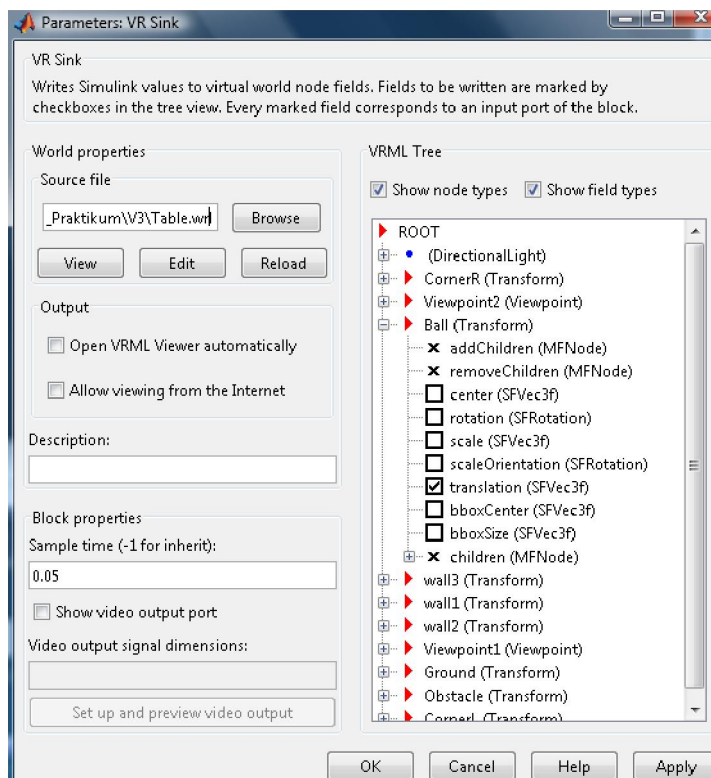 Parameters: VR Sink
VR Sink
Writes Simulink values to virtual world node fields. Fields to be written are marked by
checkboxes in the tree view. Every marked field corresponds to an input port of the block.
World properties
Source file
_Praktikum\V3\Table.wrl
Browse
View
Edit
Reload
Output
Open VRML Viewer automatically
Allow viewing from the Internet
Description:
Block properties
Sample time (-1 for inherit):
0.05
Show video output port
Video output signal dimensions:
Set up and preview video output
VRML Tree
Show node types
Show field types
ROOT
(DirectionalLight)
CornerR (Transform)
Viewpoint2 (Viewpoint)
Ball (Transform)
addChildren (MFNode)
removeChildren (MFNode)
center (SFVec3f)
rotation (SFRotation)
scale (SFVec3f)
scaleOrientation (SFRotation)
translation (SFVec3f)
bboxCenter (SFVec3f)
bboxSize (SFVec3f)
children (MFNode)
wall3 (Transform)
wall1 (Transform)
wall2 (Transform)
Viewpoint1 (Viewpoint)
Ground (Transform)
Obstacle (Transform)
CornerL (Transform)
OK
Cancel
Help
Apply